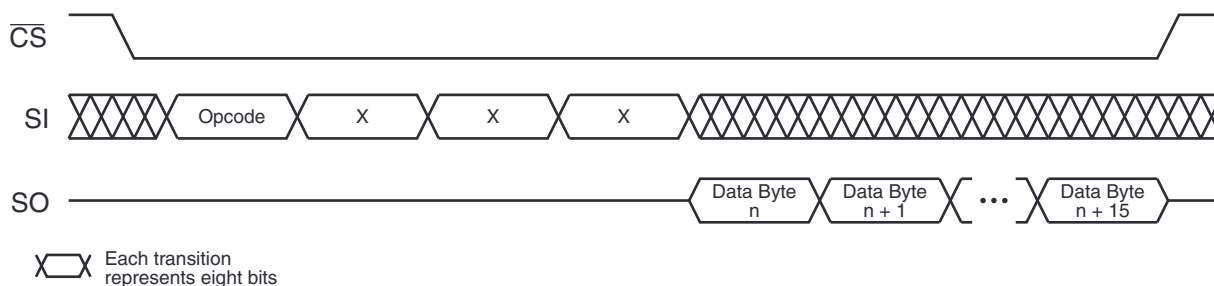 CS
SI
Opcode
X
X
X
SO
Data Byte
n
Data Byte
n + 1
•••
Data Byte
n + 15
Each transition
represents eight bits